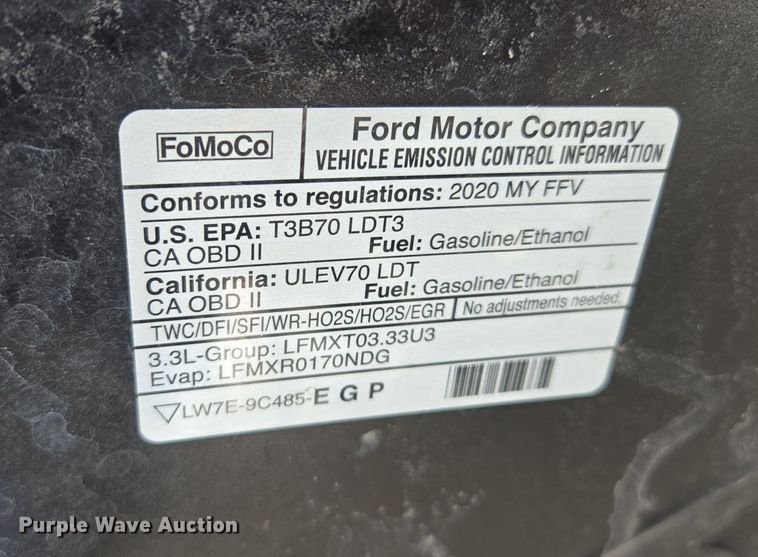 FoMoCo
Ford Motor Company
VEHICLE EMISSION CONTROL INFORMATION
Conforms to regulations: 2020 MY FFV
U.S. EPA: T3B70 LDT3
CA OBD II Fuel: Gasoline/Ethanol
California: ULEV70 LDT
CA OBD II Fuel: Gasoline/Ethanol
TWC/DFI/SFI/WR-HO2S/HO2S/EGR No adjustments needed.
3.3L-Group: LFMXT03.33U3
Evap: LFMXR0170NDG
LW7E-9C485-E G P
Purple Wave Auction